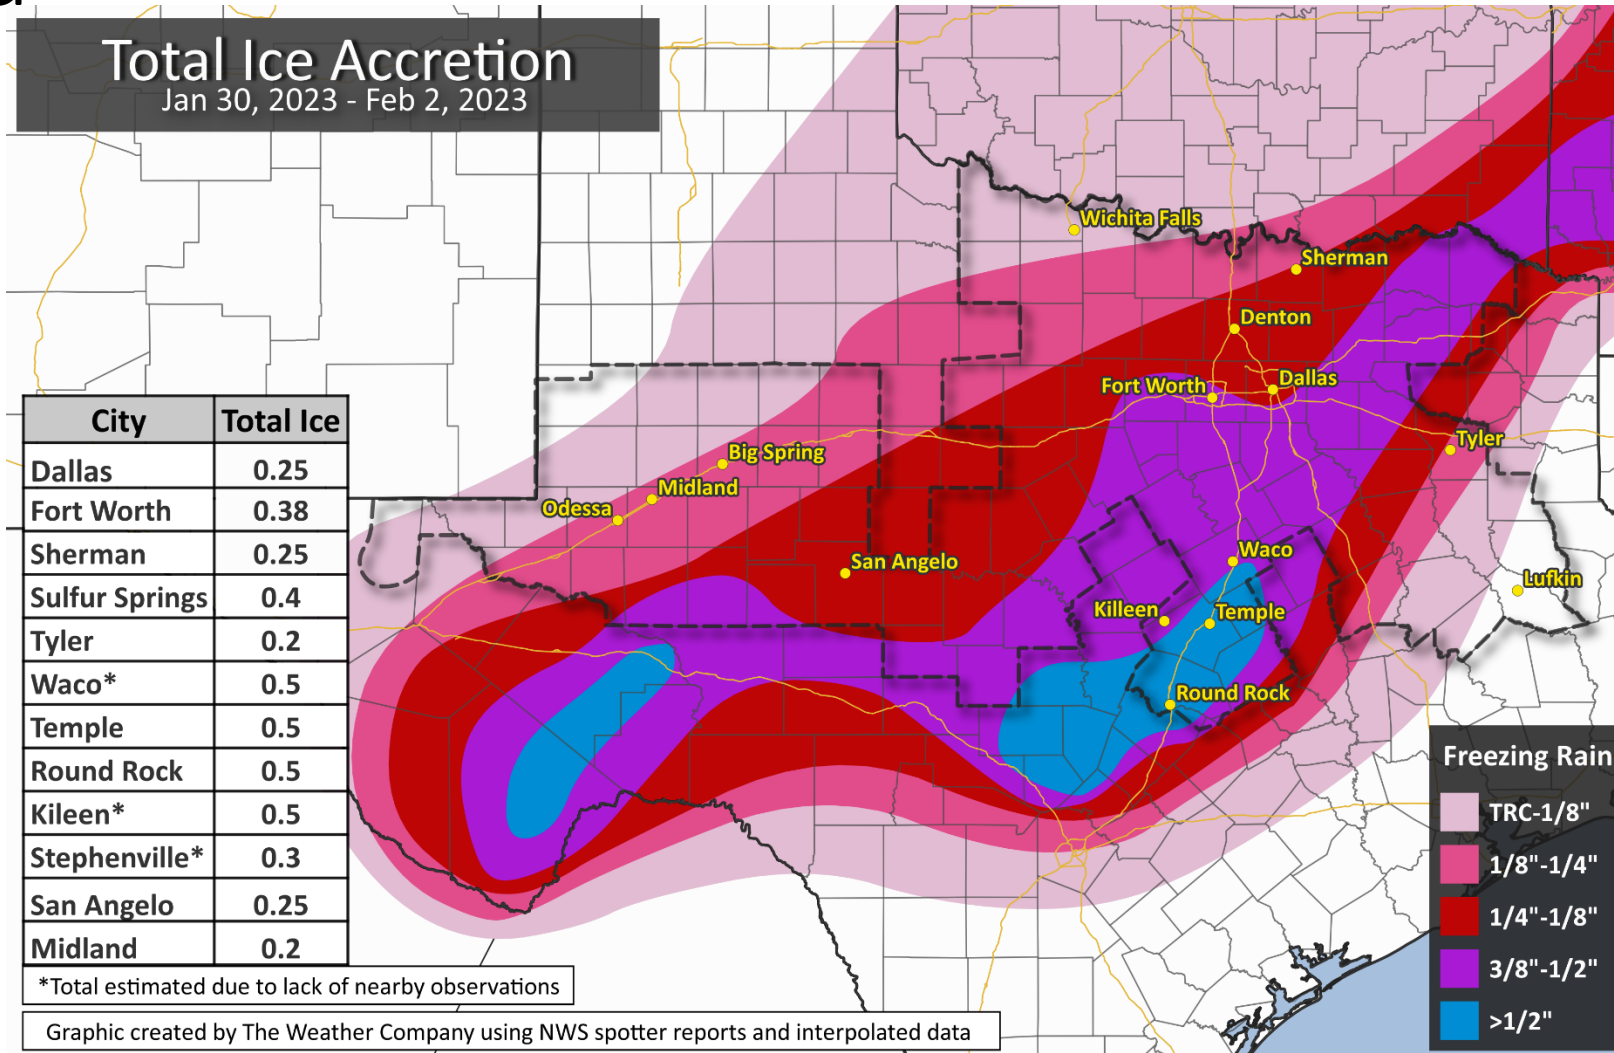 Total Ice Accretion
Jan 30, 2023 - Feb 2, 2023
Wichita Falls
Sherman
Denton
Fort Worth
Dallas
Tyler
Big Spring
Midland
Odessa
San Angelo
Waco
Killeen
Temple
Lufkin
Round Rock
City Total Ice
Dallas 0.25
Fort Worth 0.38
Sherman 0.25
Sulfur Springs 0.4
Tyler 0.2
Waco* 0.5
Temple 0.5
Round Rock 0.5
Kileen* 0.5
Stephenville* 0.3
San Angelo 0.25
Midland 0.2
*Total estimated due to lack of nearby observations
Graphic created by The Weather Company using NWS spotter reports and interpolated data
Freezing Rain
TRC-1/8"
1/8"-1/4"
1/4"-1/8"
3/8"-1/2"
>1/2"